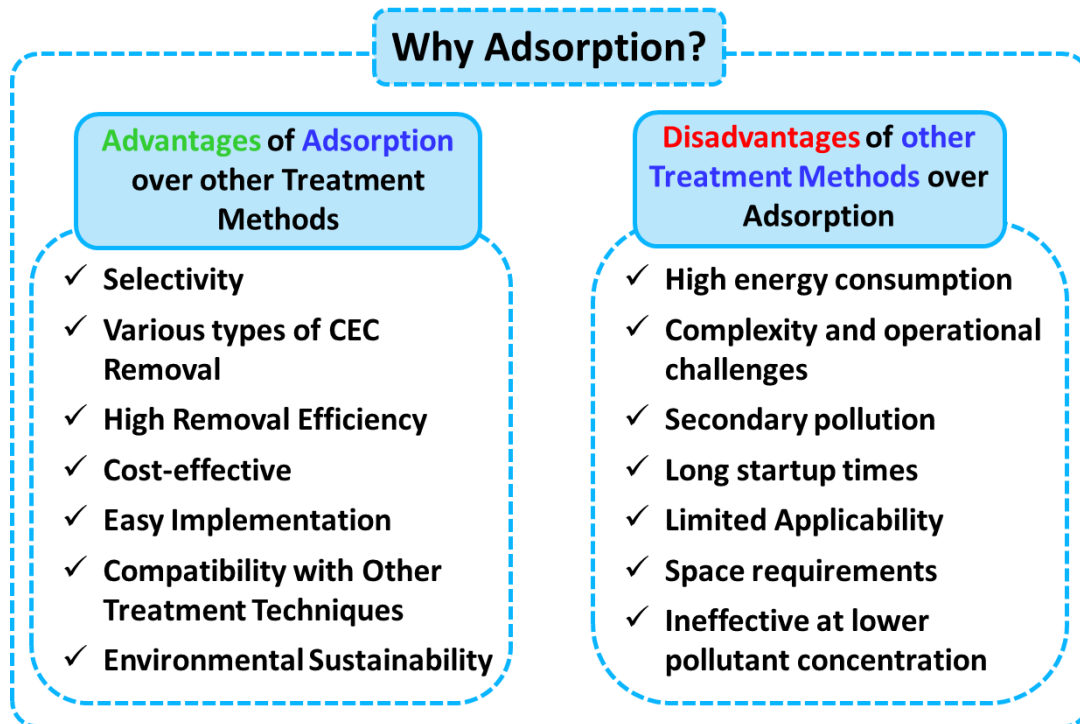 Why Adsorption?
Advantages of Adsorption
over other Treatment
Methods
✓ Selectivity
✓ Various types of CEC
Removal
✓ High Removal Efficiency
✓ Cost-effective
✓ Easy Implementation
✓ Compatibility with Other
Treatment Techniques
✓ Environmental Sustainability
Disadvantages of other
Treatment Methods over
Adsorption
✓ High energy consumption
✓ Complexity and operational
challenges
✓ Secondary pollution
✓ Long startup times
✓ Limited Applicability
✓ Space requirements
✓ Ineffective at lower
pollutant concentration